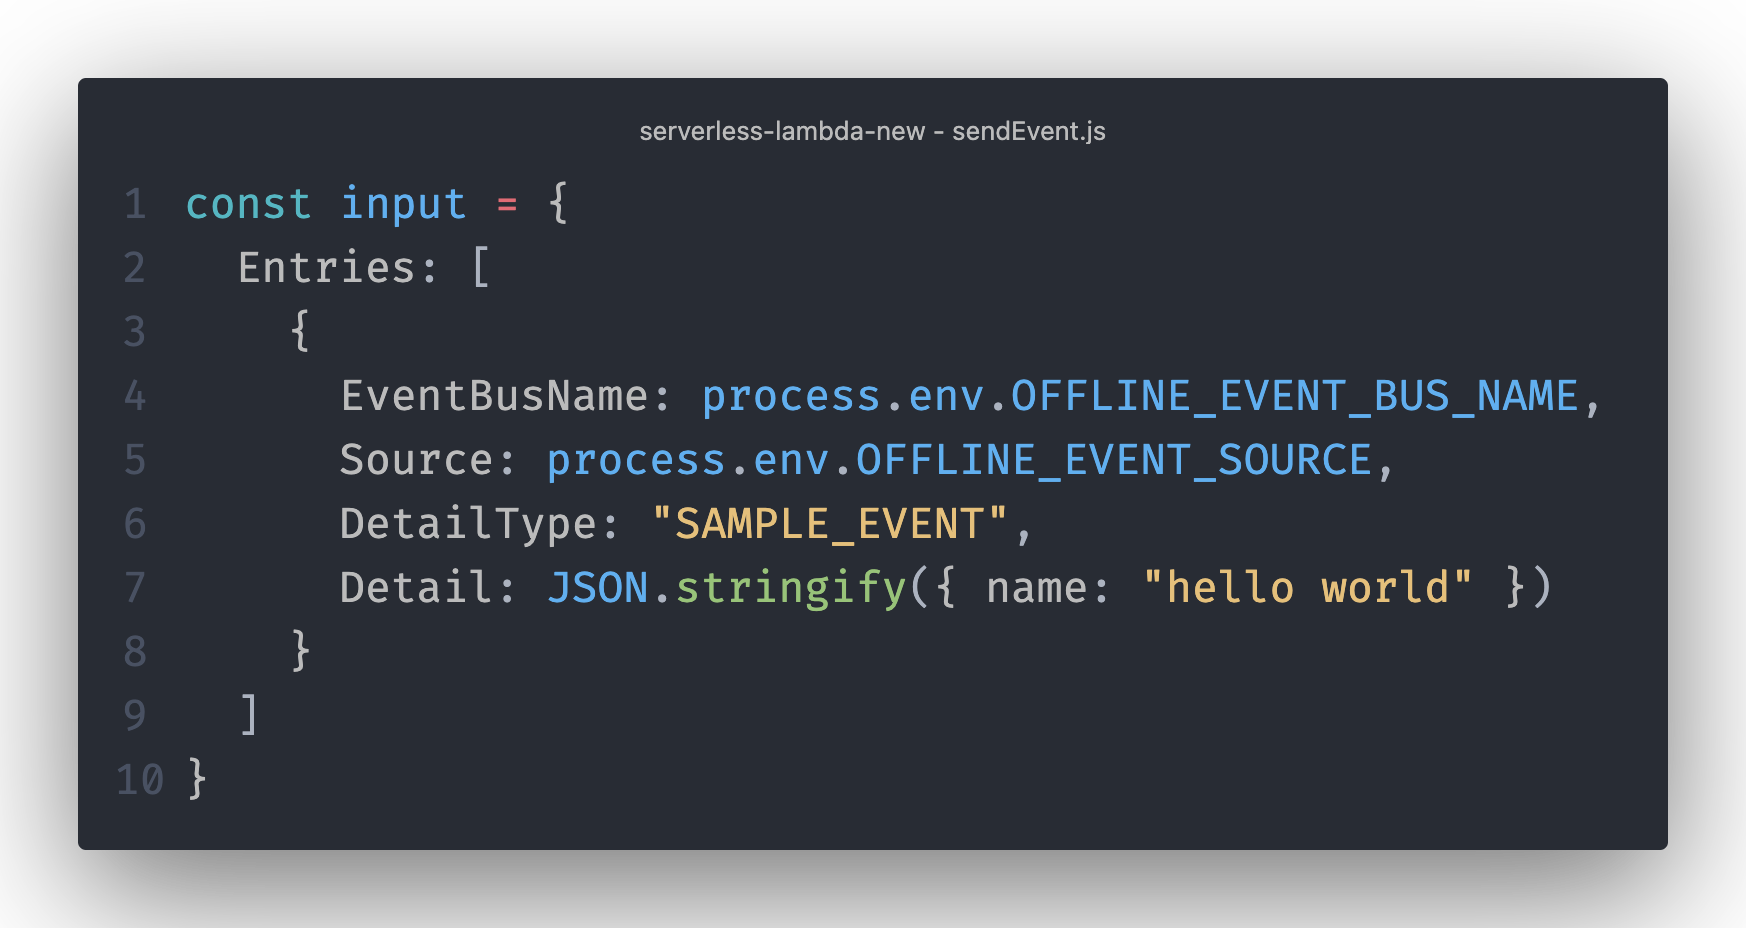 serverless-lambda-new - sendEvent.js
1 const input = {
2   Entries: [
3     {
4       EventBusName: process.env.OFFLINE_EVENT_BUS_NAME,
5       Source: process.env.OFFLINE_EVENT_SOURCE,
6       DetailType: "SAMPLE_EVENT",
7       Detail: JSON.stringify({ name: "hello world" })
8     }
9   ]
10 }